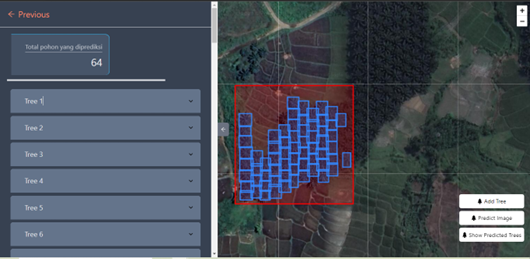 ← Previous
Total pohon yang diprediksi
64
Tree 1
Tree 2
Tree 3
Tree 4
Tree 5
Tree 6
+
−
Add Tree
Predict Image
Show Predicted Trees